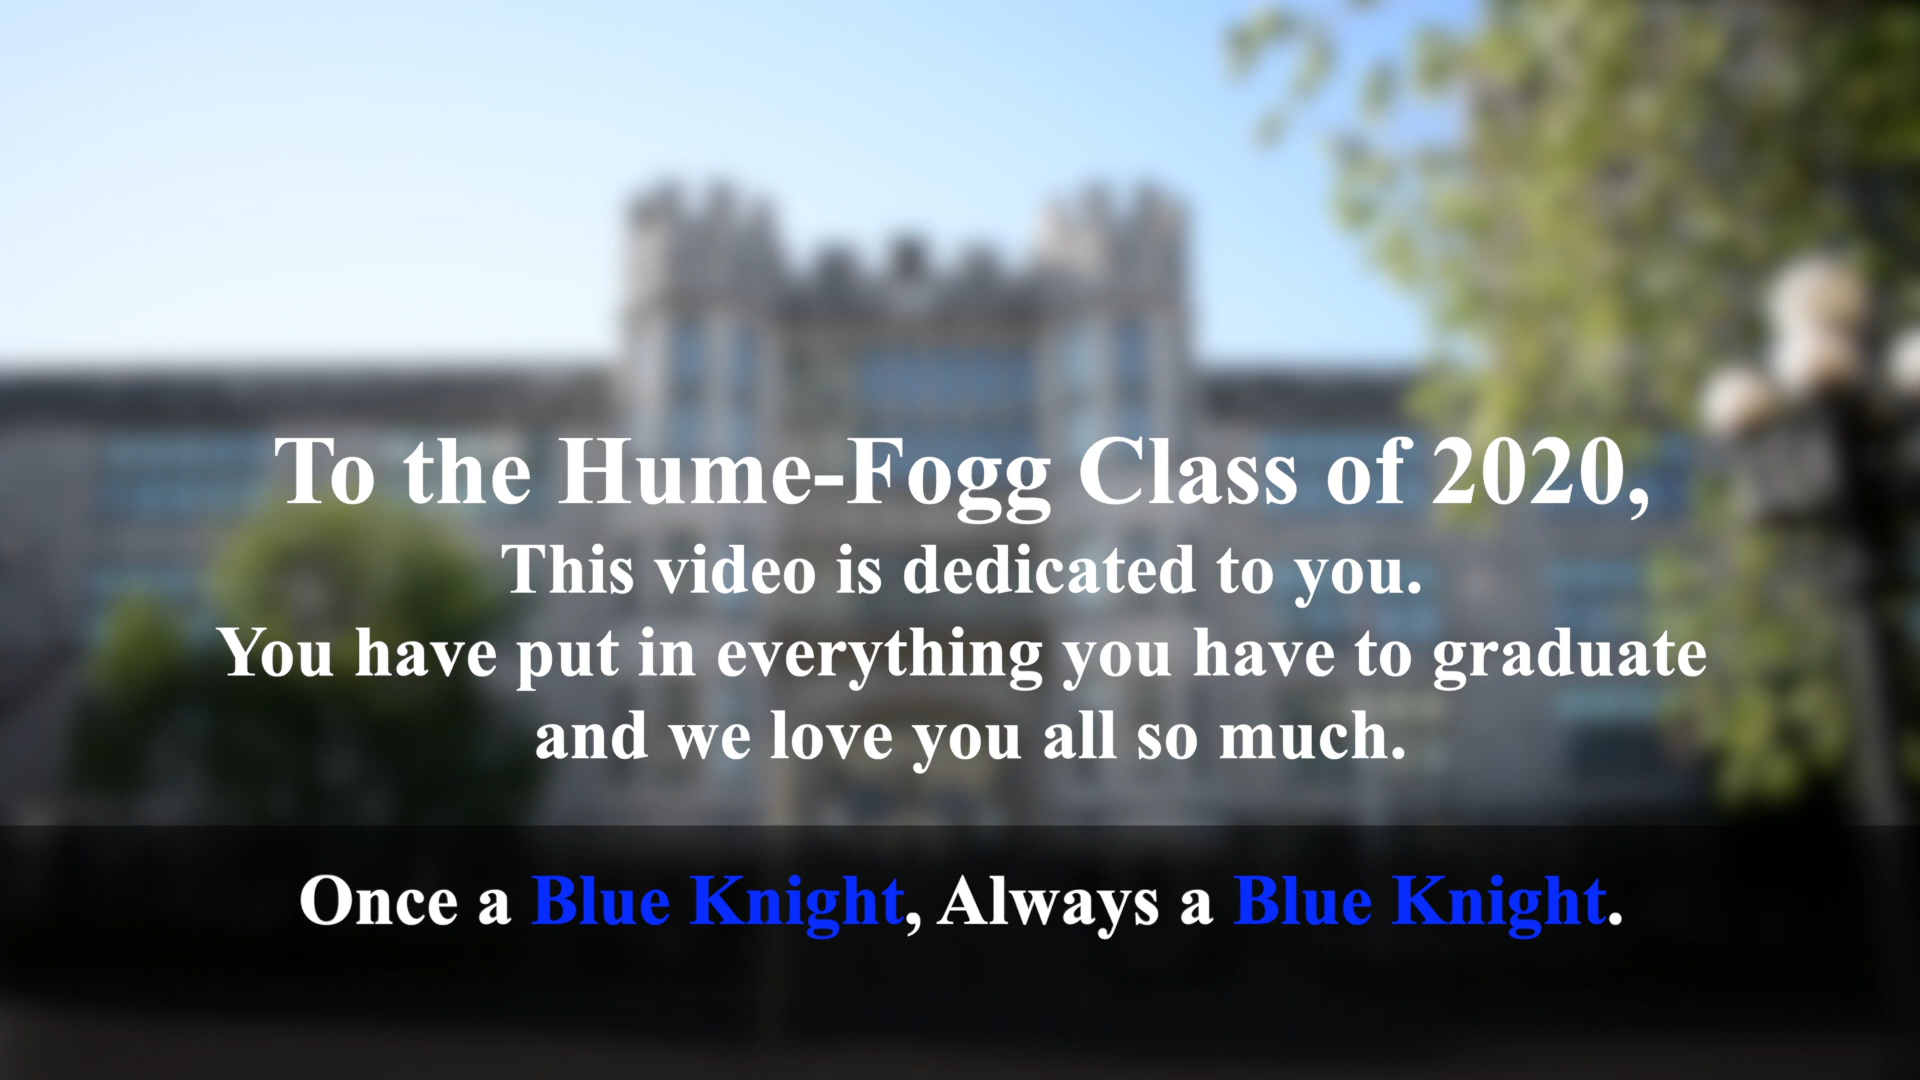 To the Hume-Fogg Class of 2020,
This video is dedicated to you.
You have put in everything you have to graduate
and we love you all so much.
Once a Blue Knight, Always a Blue Knight.